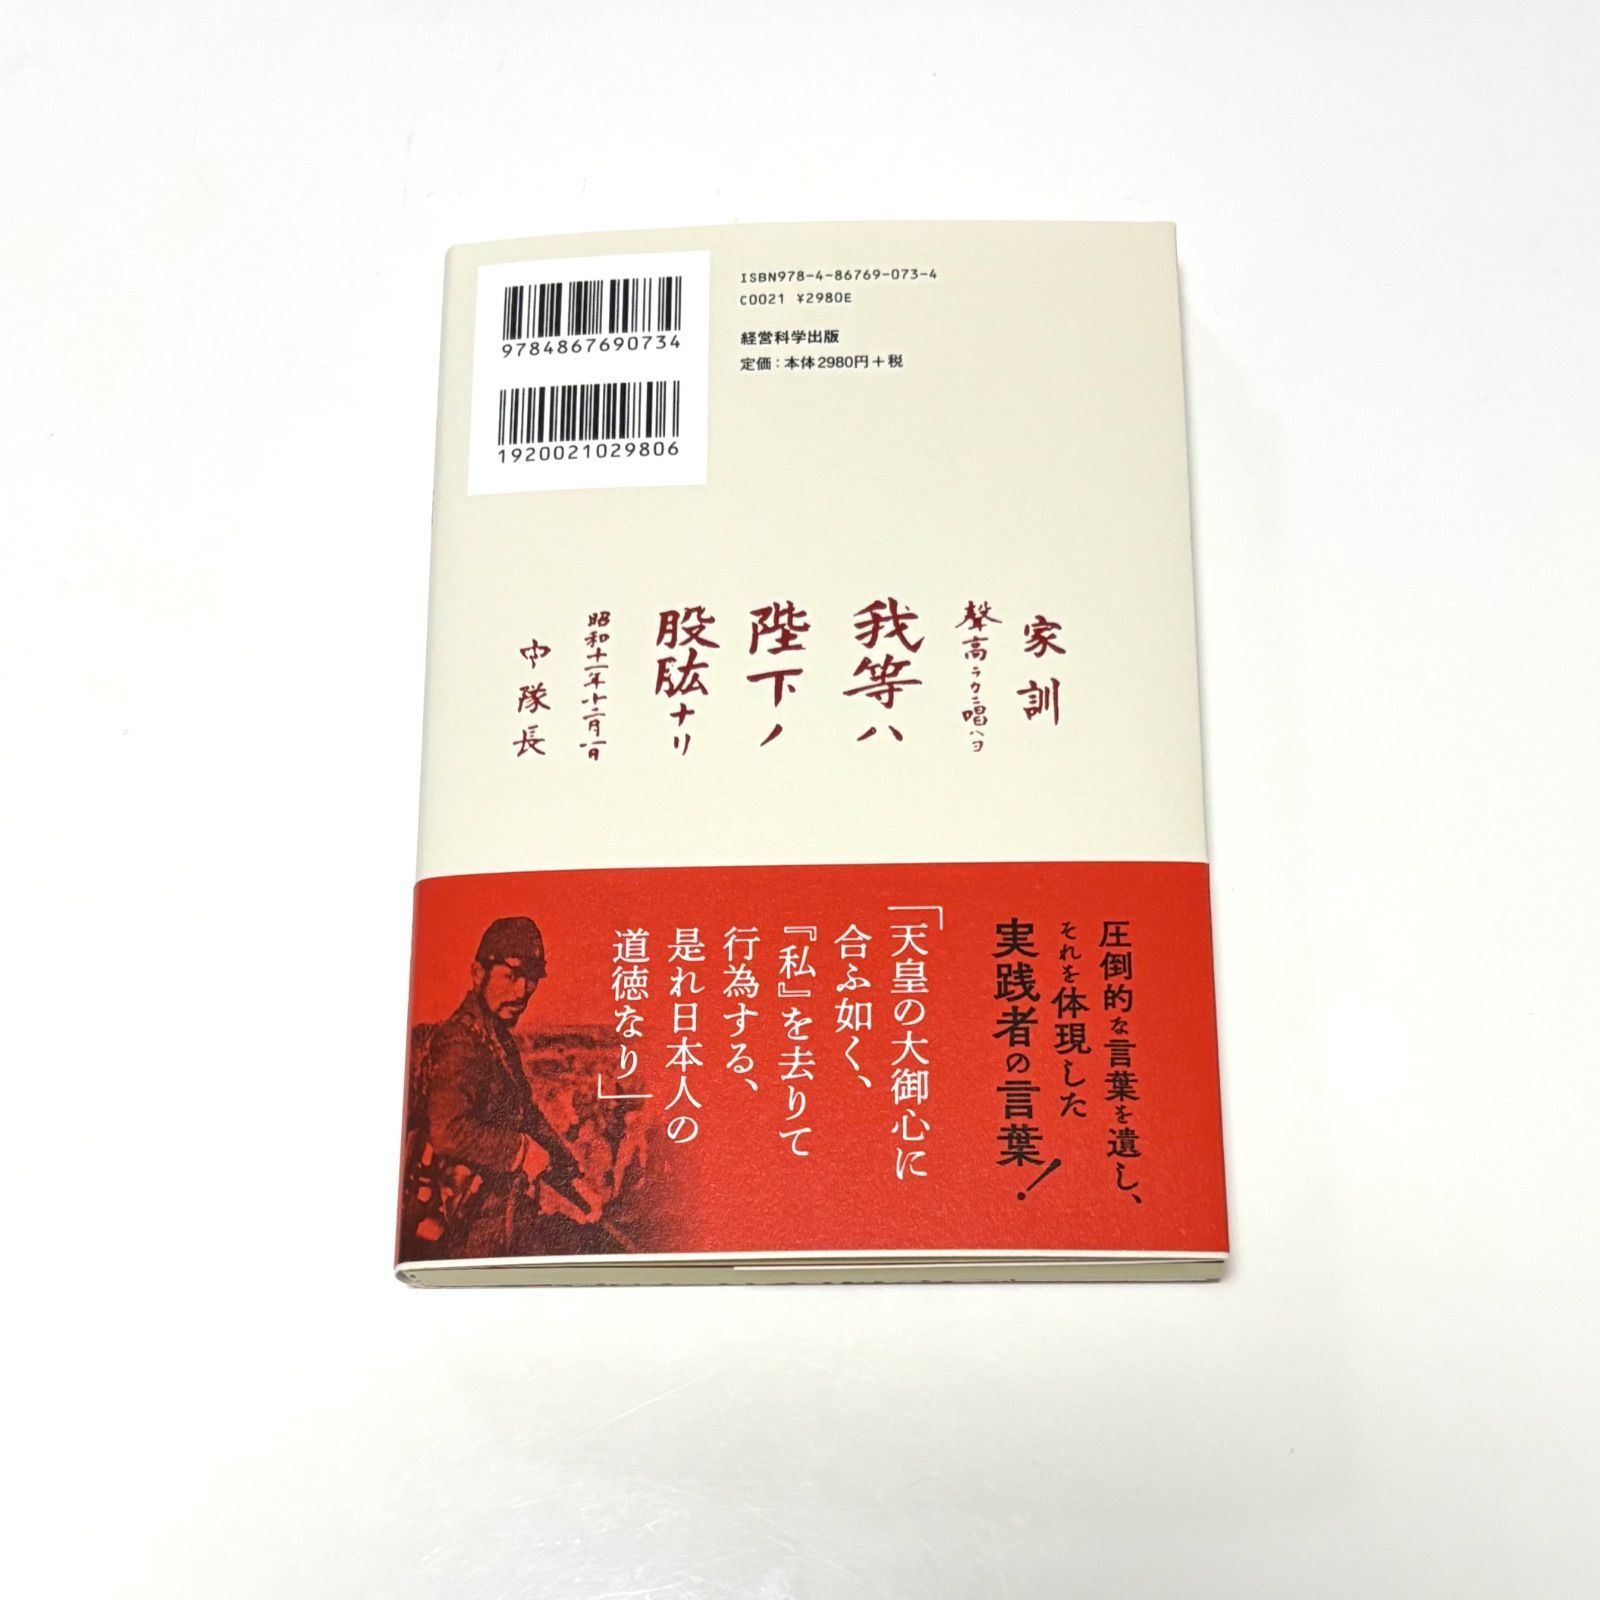 9784867690734
1920021029806
ISBN978-4-86769-073-4
C0021 ¥2980E
経営科学出版
定価：本体2980円＋税
家訓
聲高ラカニ唱ハヨ
我等ハ
陛下ノ
股肱ナリ
昭和十一年十二月一日
中隊長
圧倒的な言葉を遺し、
それを体現した
実践者の言葉！
「天皇の大御心に
合ふ如く、
『私』を去りて
行為する、
是れ日本人の
道徳なり」